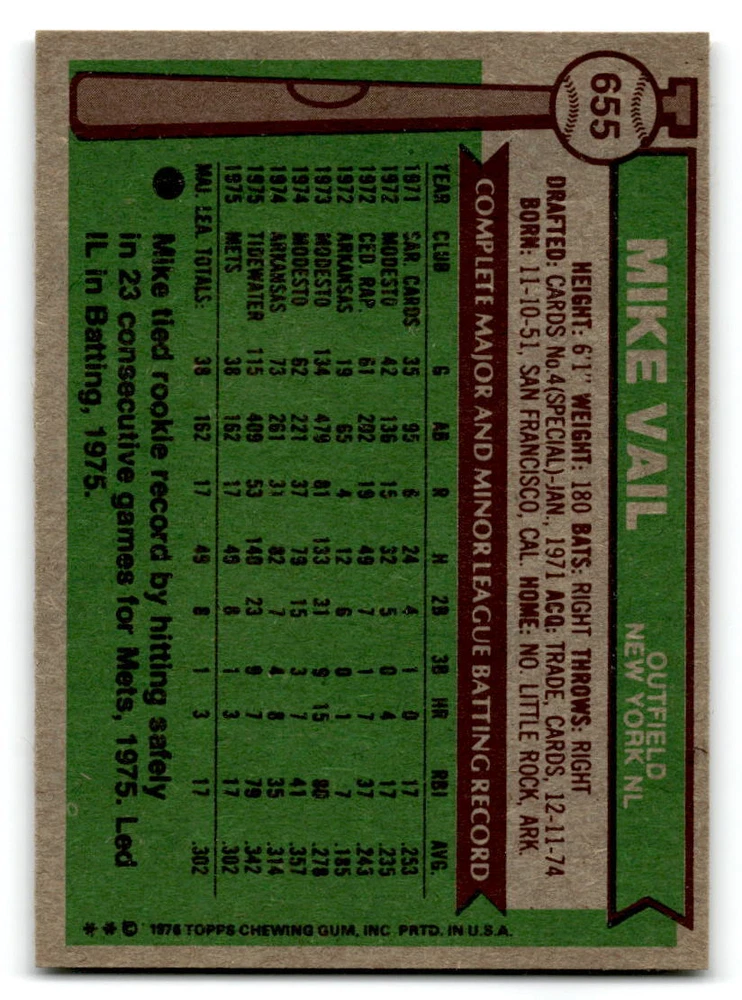 655
MIKE VAIL
OUTFIELD
NEW YORK NL
HEIGHT: 6'1" WEIGHT: 180 BATS: RIGHT THROWS: RIGHT
DRAFTED: CARDS No.4(SPECIAL)-JAN., 1971 ACQ: TRADE, CARDS, 12-11-74
BORN: 11-10-51, SAN FRANCISCO, CAL. HOME: NO. LITTLE ROCK, ARK.
COMPLETE MAJOR AND MINOR LEAGUE BATTING RECORD
YEAR CLUB G AB R H 2B 3B HR RBI AVG.
1971 SAR. CARDS 35 95 6 24 4 1 0 17 .253
1972 MODESTO 42 136 15 32 5 0 4 17 .235
1972 CED. RAP. 61 202 19 49 7 1 7 37 .243
1972 ARKANSAS 19 65 4 12 6 0 1 7 .185
1973 MODESTO 134 479 81 133 31 9 15 80 .278
1974 MODESTO 62 221 37 79 15 3 7 41 .357
1974 ARKANSAS 73 261 31 82 7 4 8 35 .314
1975 TIDEWATER 115 409 53 140 23 9 7 79 .342
1975 METS 38 162 17 49 8 1 3 17 .302
MAJ. LEA. TOTALS: 38 162 17 49 8 1 3 17 .302
Mike tied rookie record by hitting safely
in 23 consecutive games for Mets, 1975. Led
IL in Batting, 1975.
** © 1976 TOPPS CHEWING GUM, INC. PRTD. IN U.S.A.